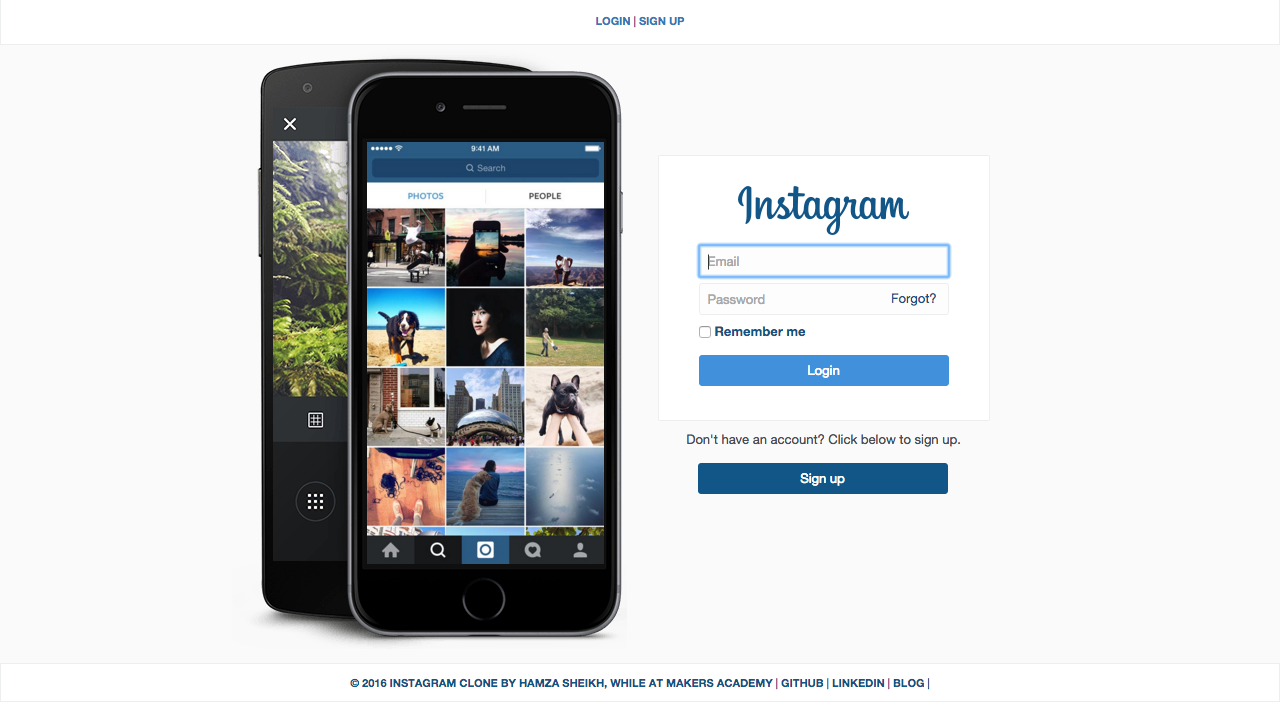 LOGIN | SIGN UP
9:41 AM
Search
PHOTOS PEOPLE
Instagram
Email
Password Forgot?
Remember me
Login
Don't have an account? Click below to sign up.
Sign up
© 2016 INSTAGRAM CLONE BY HAMZA SHEIKH, WHILE AT MAKERS ACADEMY | GITHUB | LINKEDIN | BLOG |